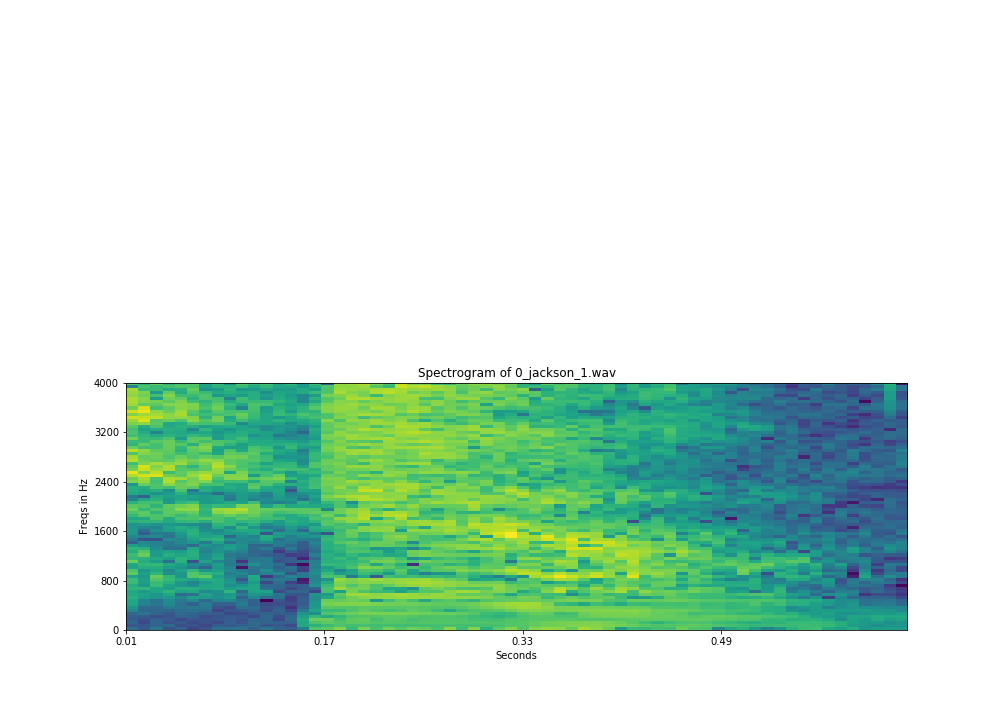 Spectrogram of 0_jackson_1.wav
4000
3200
2400
1600
800
0
Freqs in Hz
0.01 0.17 0.33 0.49
Seconds